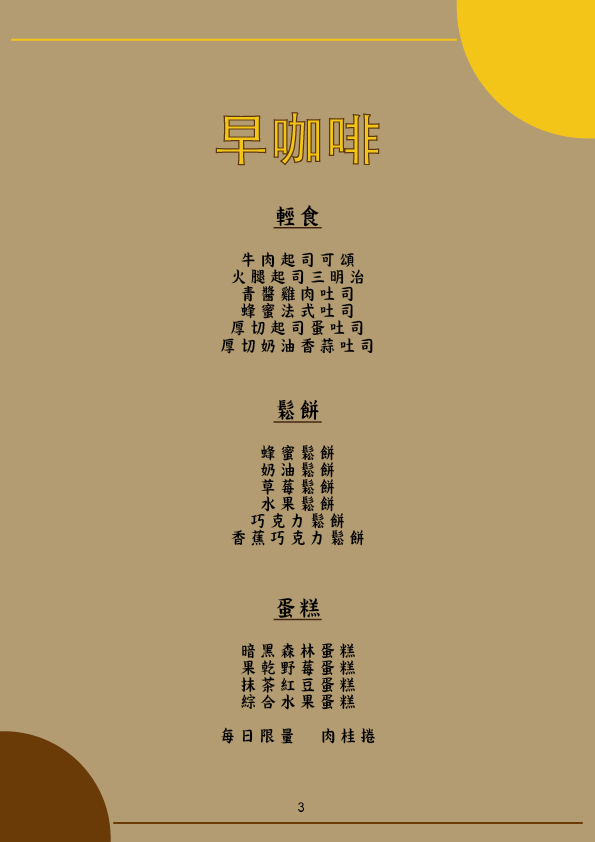 早咖啡
輕食
牛肉起司可頌
火腿起司三明治
青醬雞肉吐司
蜂蜜法式吐司
厚切起司蛋吐司
厚切奶油香蒜吐司
鬆餅
蜂蜜鬆餅
奶油鬆餅
草莓鬆餅
水果鬆餅
巧克力鬆餅
香蕉巧克力鬆餅
蛋糕
暗黑森林蛋糕
果乾野莓蛋糕
抹茶紅豆蛋糕
綜合水果蛋糕
每日限量　肉桂捲
3